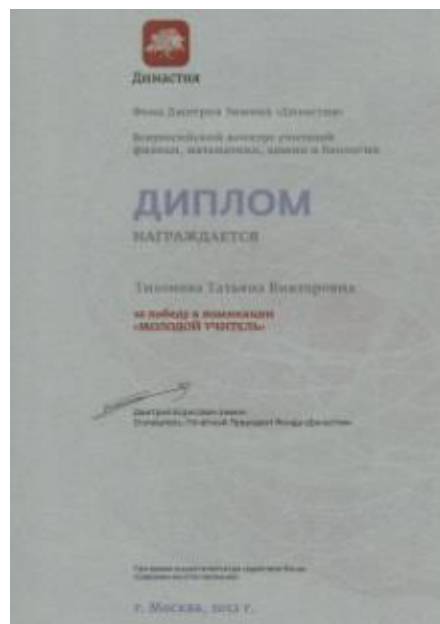 Династия
Фонд Дмитрия Зимина «Династия»
Всероссийский конкурс учителей
физики, математики, химии и биологии
ДИПЛОМ
НАГРАЖДАЕТСЯ
Тихонова Татьяна Викторовна
за победу в номинации
«МОЛОДОЙ УЧИТЕЛЬ»
Дмитрий Борисович Зимин
Основатель, Почётный Президент Фонда «Династия»
г. Москва, 2012 г.